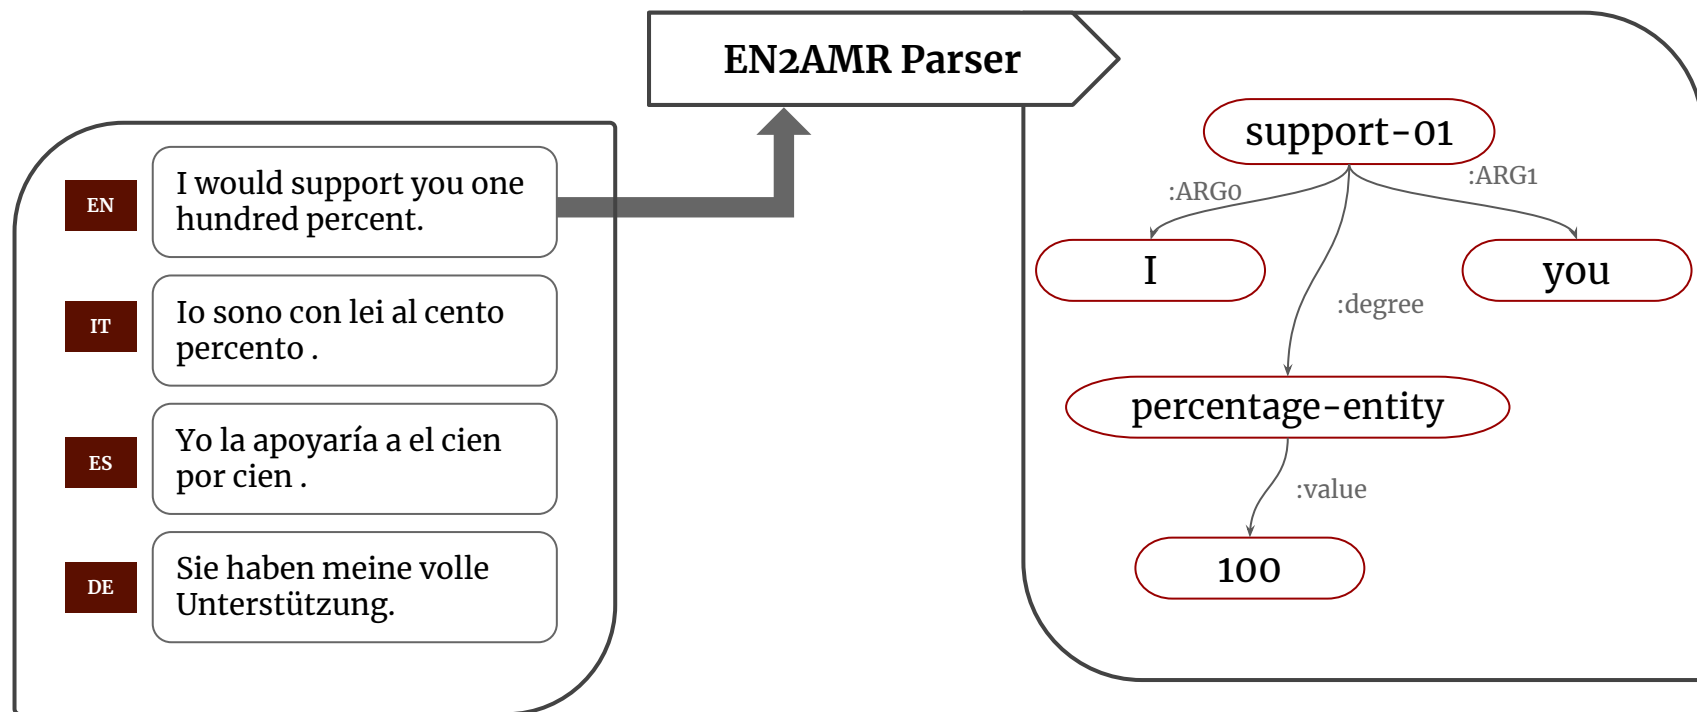 EN2AMR Parser
EN
I would support you one
hundred percent.
IT
Io sono con lei al cento
percento .
ES
Yo la apoyaría a el cien
por cien .
DE
Sie haben meine volle
Unterstützung.
support-01
:ARG0
:ARG1
I
you
:degree
percentage-entity
:value
100